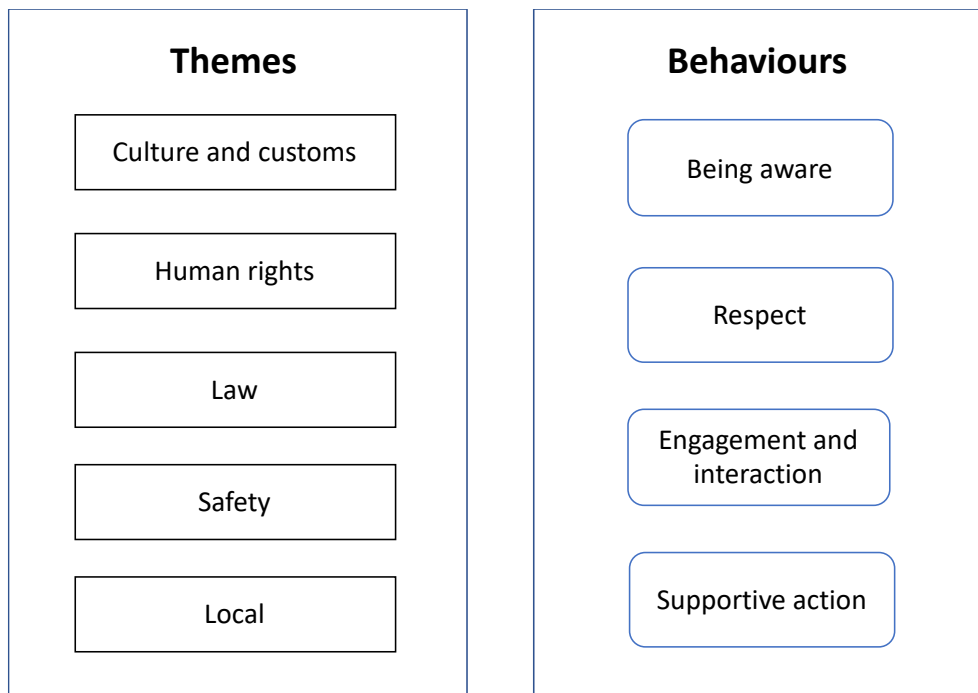 Themes
Culture and customs
Human rights
Law
Safety
Local
Behaviours
Being aware
Respect
Engagement and
interaction
Supportive action